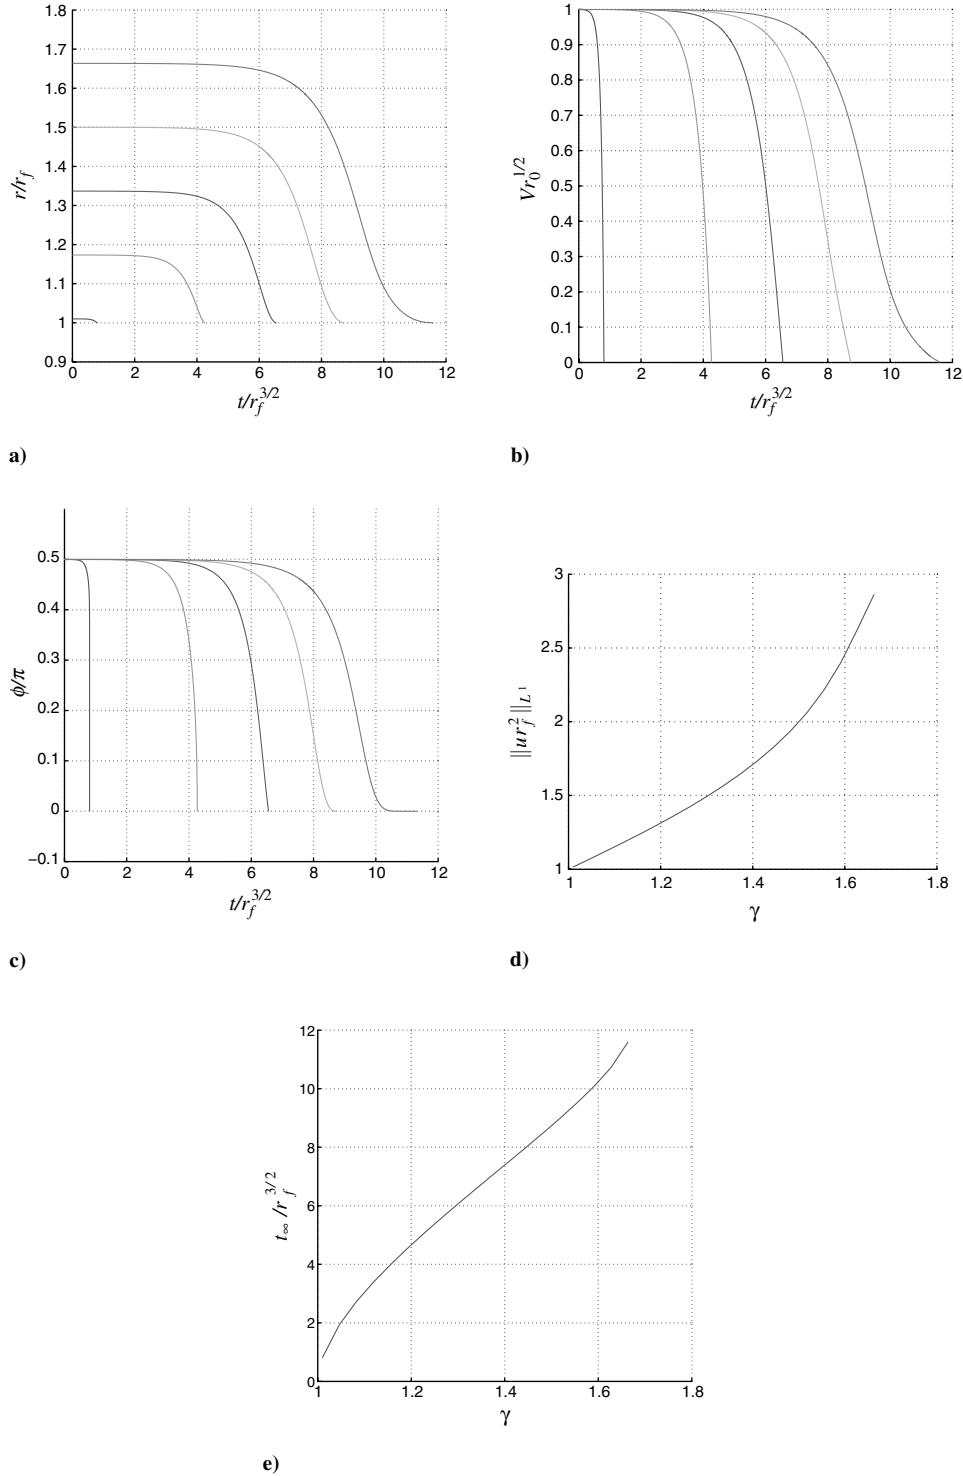 1.8
1.7
1.6
1.5
1.4
1.3
1.2
1.1
1
0.9
r/r_f
0 2 4 6 8 10 12
t/r_f^{3/2}
a)
1
0.9
0.8
0.7
0.6
0.5
0.4
0.3
0.2
0.1
0
Vr_0^{1/2}
0 2 4 6 8 10 12
t/r_f^{3/2}
b)
0.5
0.4
0.3
0.2
0.1
0
−0.1
ϕ/π
0 2 4 6 8 10 12
t/r_f^{3/2}
c)
3
2.5
2
1.5
1
||ur_f^2||_{L^1}
1 1.2 1.4 1.6 1.8
γ
d)
12
10
8
6
4
2
0
t_∞/r_f^{3/2}
1 1.2 1.4 1.6 1.8
γ
e)